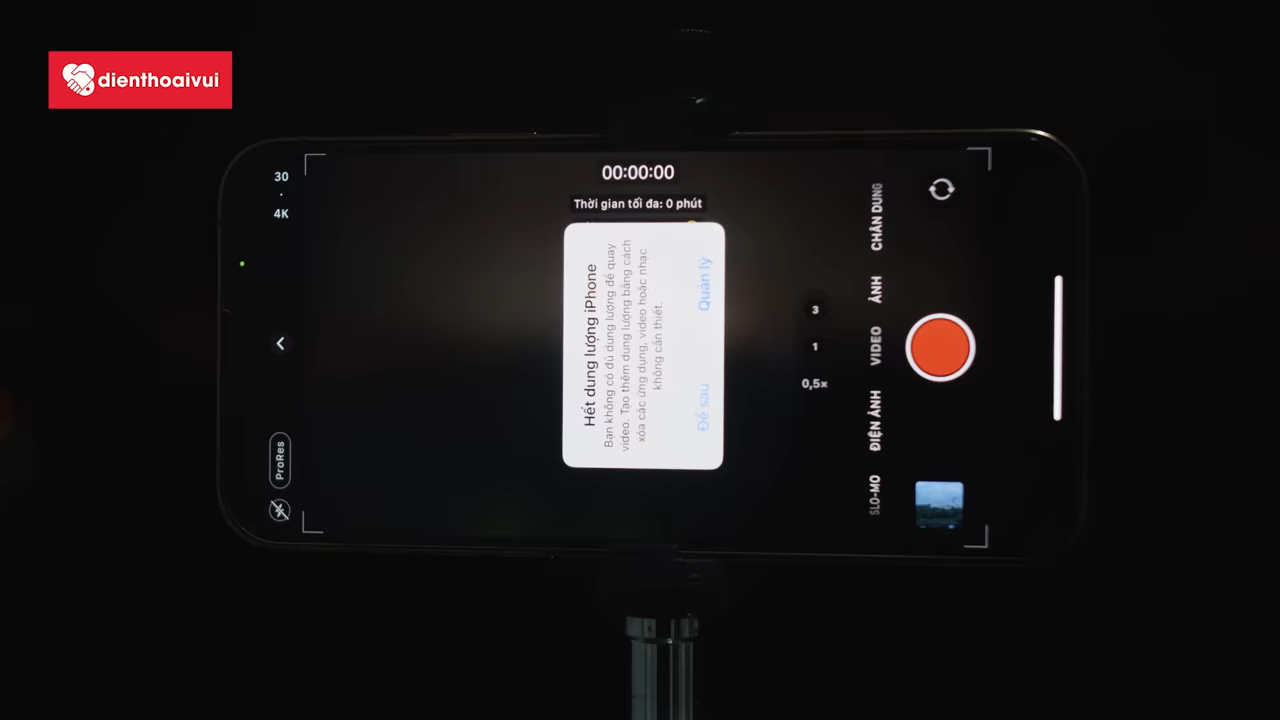 dienthoaivui
30
4K
00:00:00
Thời gian tối đa: 0 phút
Hết dung lượng iPhone
Bạn không có đủ dung lượng để quay
video. Tạo thêm dung lượng bằng cách
xóa các ứng dụng, video hoặc nhạc
không cần thiết.
Để sau
Quản lý
3
1
0,5x
CHÂN DUNG
ẢNH
VIDEO
ĐIỆN ẢNH
SLO-MO
ProRes